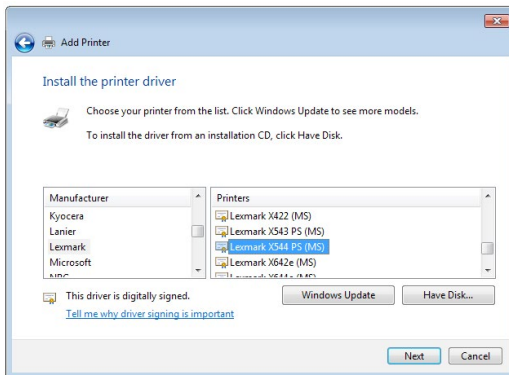 Add Printer
Install the printer driver
Choose your printer from the list. Click Windows Update to see more models.
To install the driver from an installation CD, click Have Disk.
Manufacturer
Kyocera
Lanier
Lexmark
Microsoft
Printers
Lexmark X422 (MS)
Lexmark X543 PS (MS)
Lexmark X544 PS (MS)
Lexmark X642e (MS)
This driver is digitally signed.
Tell me why driver signing is important
Windows Update
Have Disk...
Next
Cancel